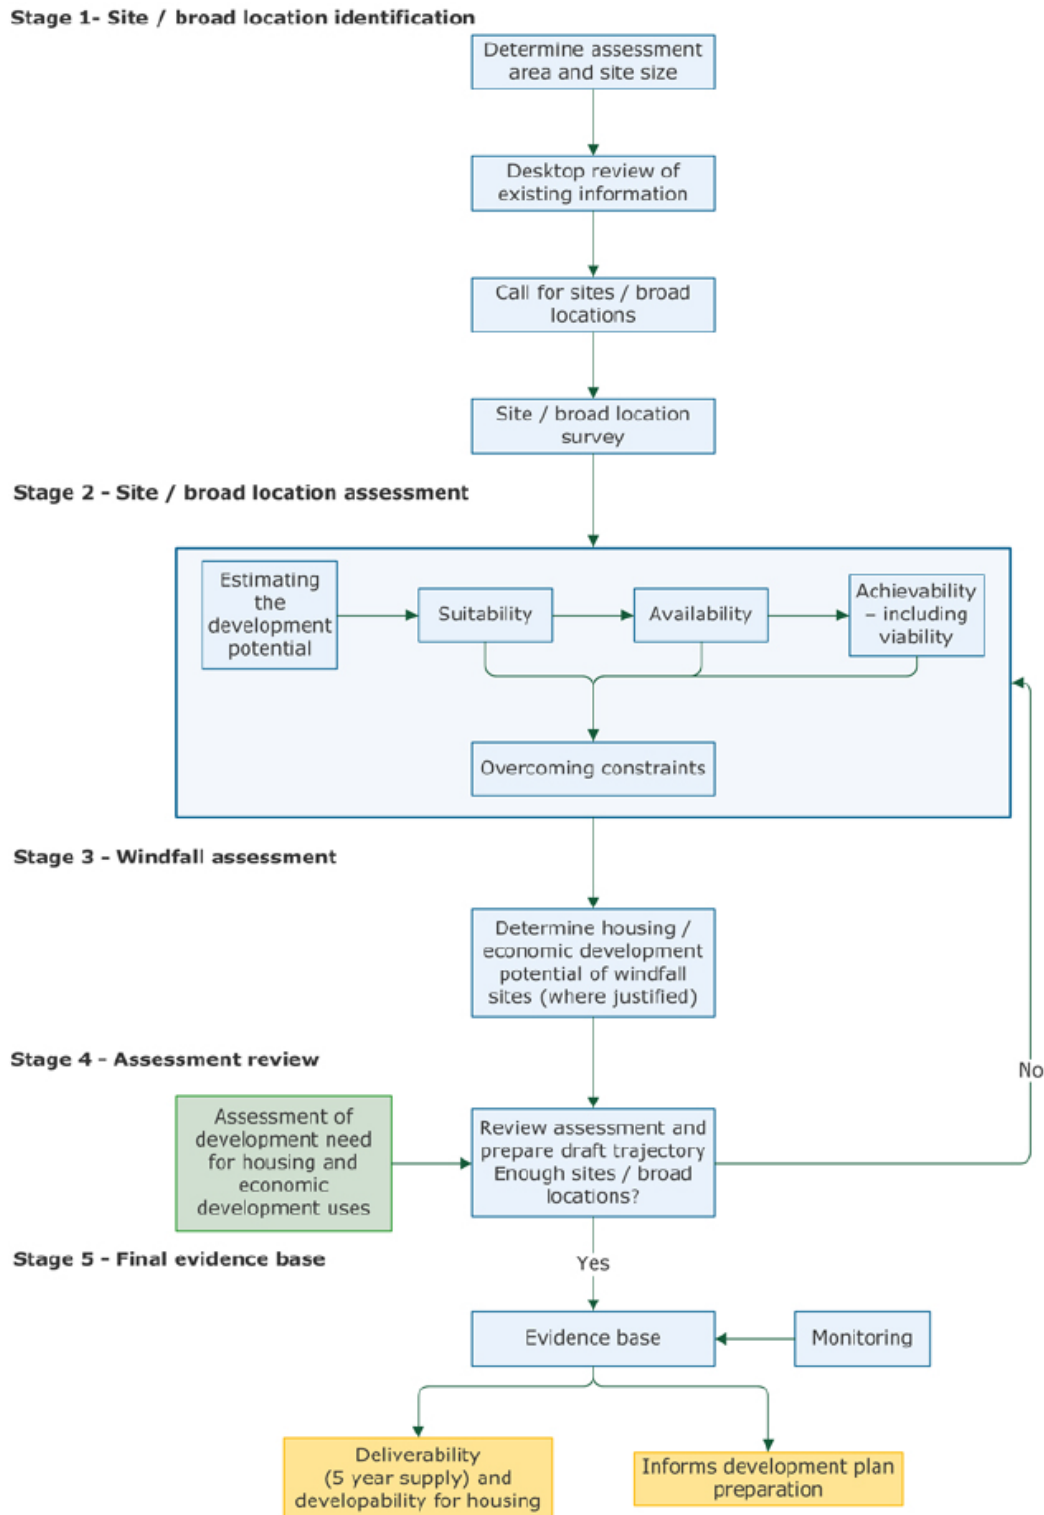 Stage 1- Site / broad location identification
Determine assessment
area and site size
Desktop review of
existing information
Call for sites / broad
locations
Site / broad location
survey
Stage 2 - Site / broad location assessment
Estimating
the
development
potential
Suitability
Availability
Achievability
– including
viability
Overcoming constraints
Stage 3 - Windfall assessment
Determine housing /
economic development
potential of windfall
sites (where justified)
Stage 4 - Assessment review
Assessment of
development need
for housing and
economic
development uses
Review assessment and
prepare draft trajectory
Enough sites / broad
locations?
No
Stage 5 - Final evidence base
Yes
Evidence base
Monitoring
Deliverability
(5 year supply) and
developability for housing
Informs development plan
preparation